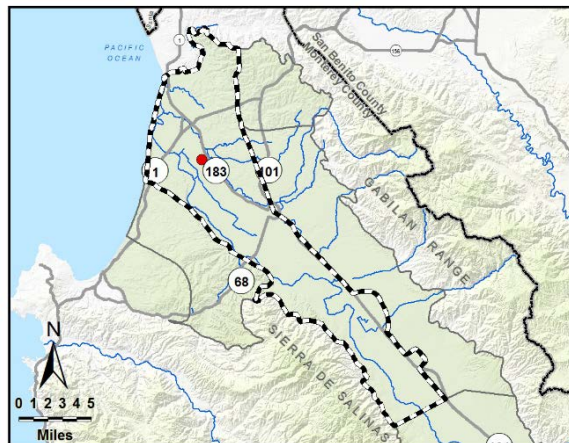 1
156
PACIFIC
OCEAN
San Benito County
Monterey County
1
183
101
GABILAN RANGE
68
SIERRA DE SALINAS
N
0 1 2 3 4 5
Miles